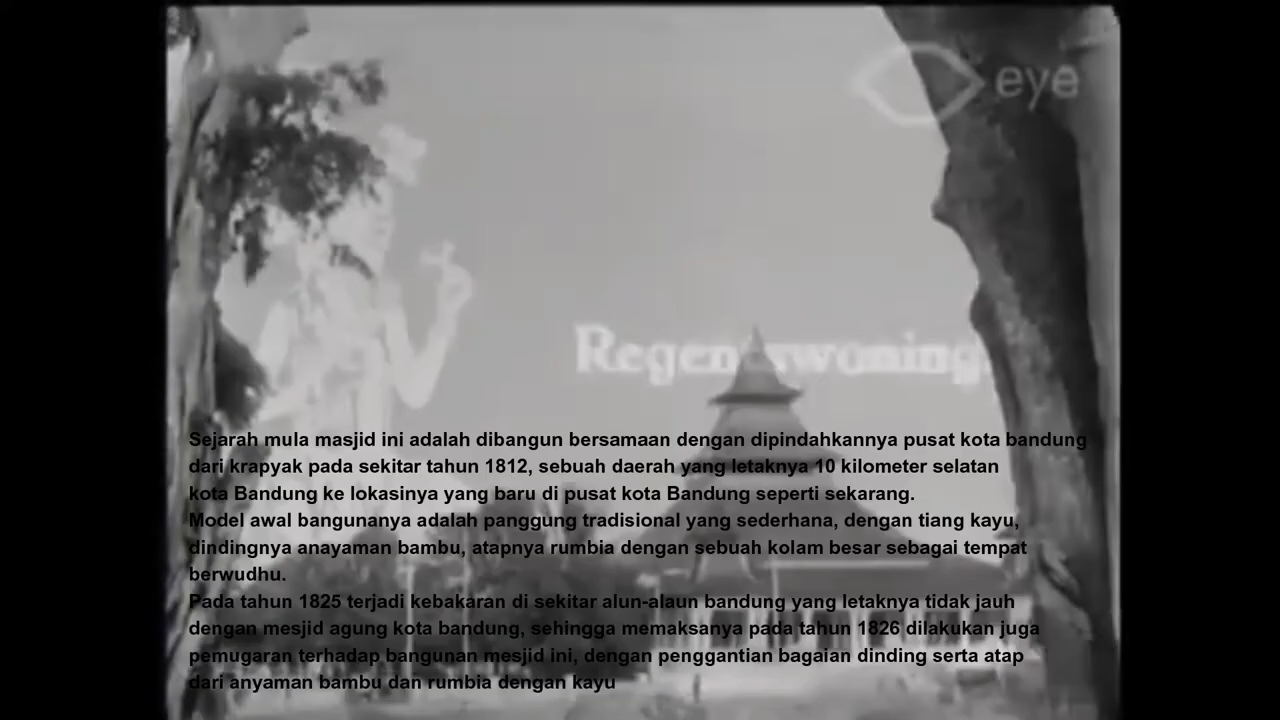 eye
Regentswoning
Sejarah mula masjid ini adalah dibangun bersamaan dengan dipindahkannya pusat kota bandung
dari krapyak pada sekitar tahun 1812, sebuah daerah yang letaknya 10 kilometer selatan
kota Bandung ke lokasinya yang baru di pusat kota Bandung seperti sekarang.
Model awal bangunanya adalah panggung tradisional yang sederhana, dengan tiang kayu,
dindingnya anayaman bambu, atapnya rumbia dengan sebuah kolam besar sebagai tempat
berwudhu.
Pada tahun 1825 terjadi kebakaran di sekitar alun-alaun bandung yang letaknya tidak jauh
dengan mesjid agung kota bandung, sehingga memaksanya pada tahun 1826 dilakukan juga
pemugaran terhadap bangunan mesjid ini, dengan penggantian bagaian dinding serta atap
dari anyaman bambu dan rumbia dengan kayu